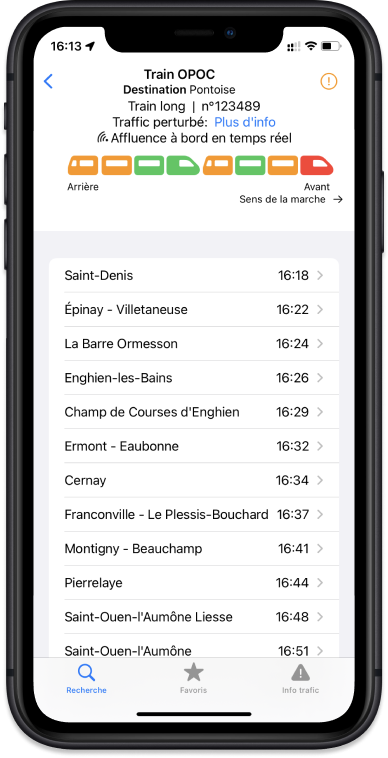 16:13
Train OPOC
Destination Pontoise
Train long | n°123489
Traffic perturbé: Plus d'info
Affluence à bord en temps réel
Arrière Avant
Sens de la marche →
Saint-Denis 16:18
Épinay - Villetaneuse 16:22
La Barre Ormesson 16:24
Enghien-les-Bains 16:26
Champ de Courses d'Enghien 16:29
Ermont - Eaubonne 16:32
Cernay 16:34
Franconville - Le Plessis-Bouchard 16:37
Montigny - Beauchamp 16:41
Pierrelaye 16:44
Saint-Ouen-l'Aumône Liesse 16:48
Saint-Ouen-l'Aumône 16:51
Recherche Favoris Info trafic